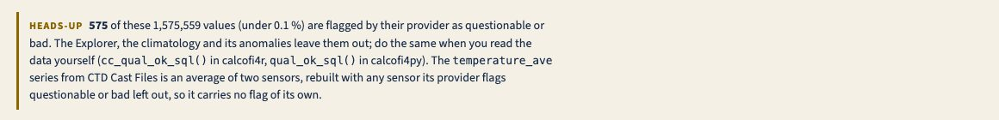 HEADS-UP 575 of these 1,575,559 values (under 0.1 %) are flagged by their provider as questionable or
bad. The Explorer, the climatology and its anomalies leave them out; do the same when you read the
data yourself (cc_qual_ok_sql() in calcofi4r, qual_ok_sql() in calcofi4py). The temperature_ave
series from CTD Cast Files is an average of two sensors, rebuilt with any sensor its provider flags
questionable or bad left out, so it carries no flag of its own.